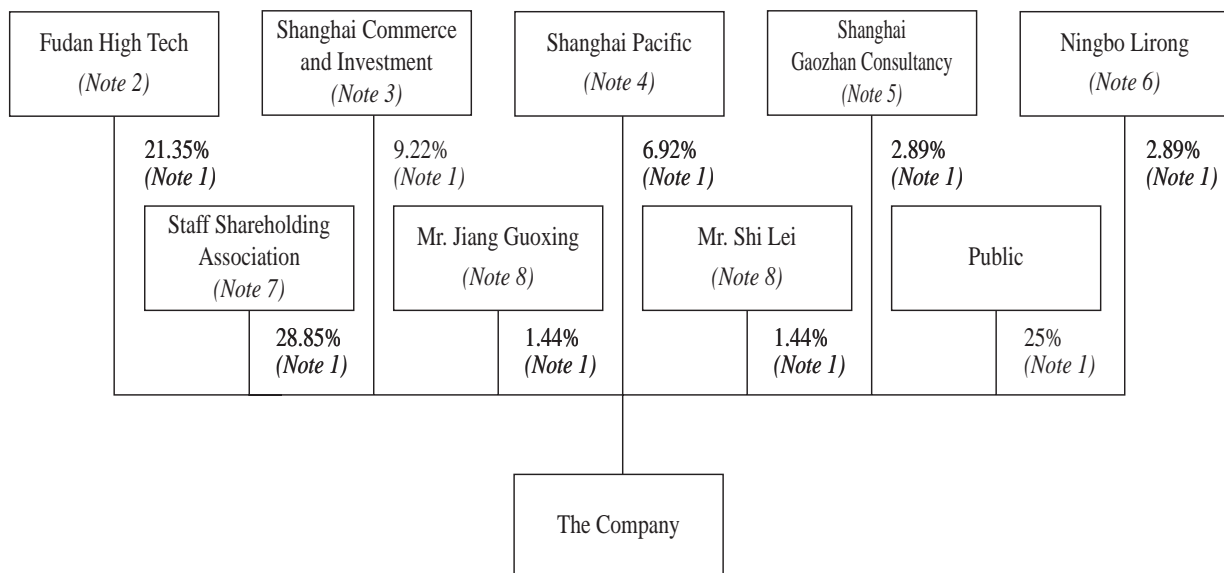 Fudan High Tech
(Note 2)
Shanghai Commerce
and Investment
(Note 3)
Shanghai Pacific
(Note 4)
Shanghai
Gaozhan Consultancy
(Note 5)
Ningbo Lirong
(Note 6)
21.35%
(Note 1)
9.22%
(Note 1)
6.92%
(Note 1)
2.89%
(Note 1)
2.89%
(Note 1)
Staff Shareholding
Association
(Note 7)
Mr. Jiang Guoxing
(Note 8)
Mr. Shi Lei
(Note 8)
Public
28.85%
(Note 1)
1.44%
(Note 1)
1.44%
(Note 1)
25%
(Note 1)
The Company